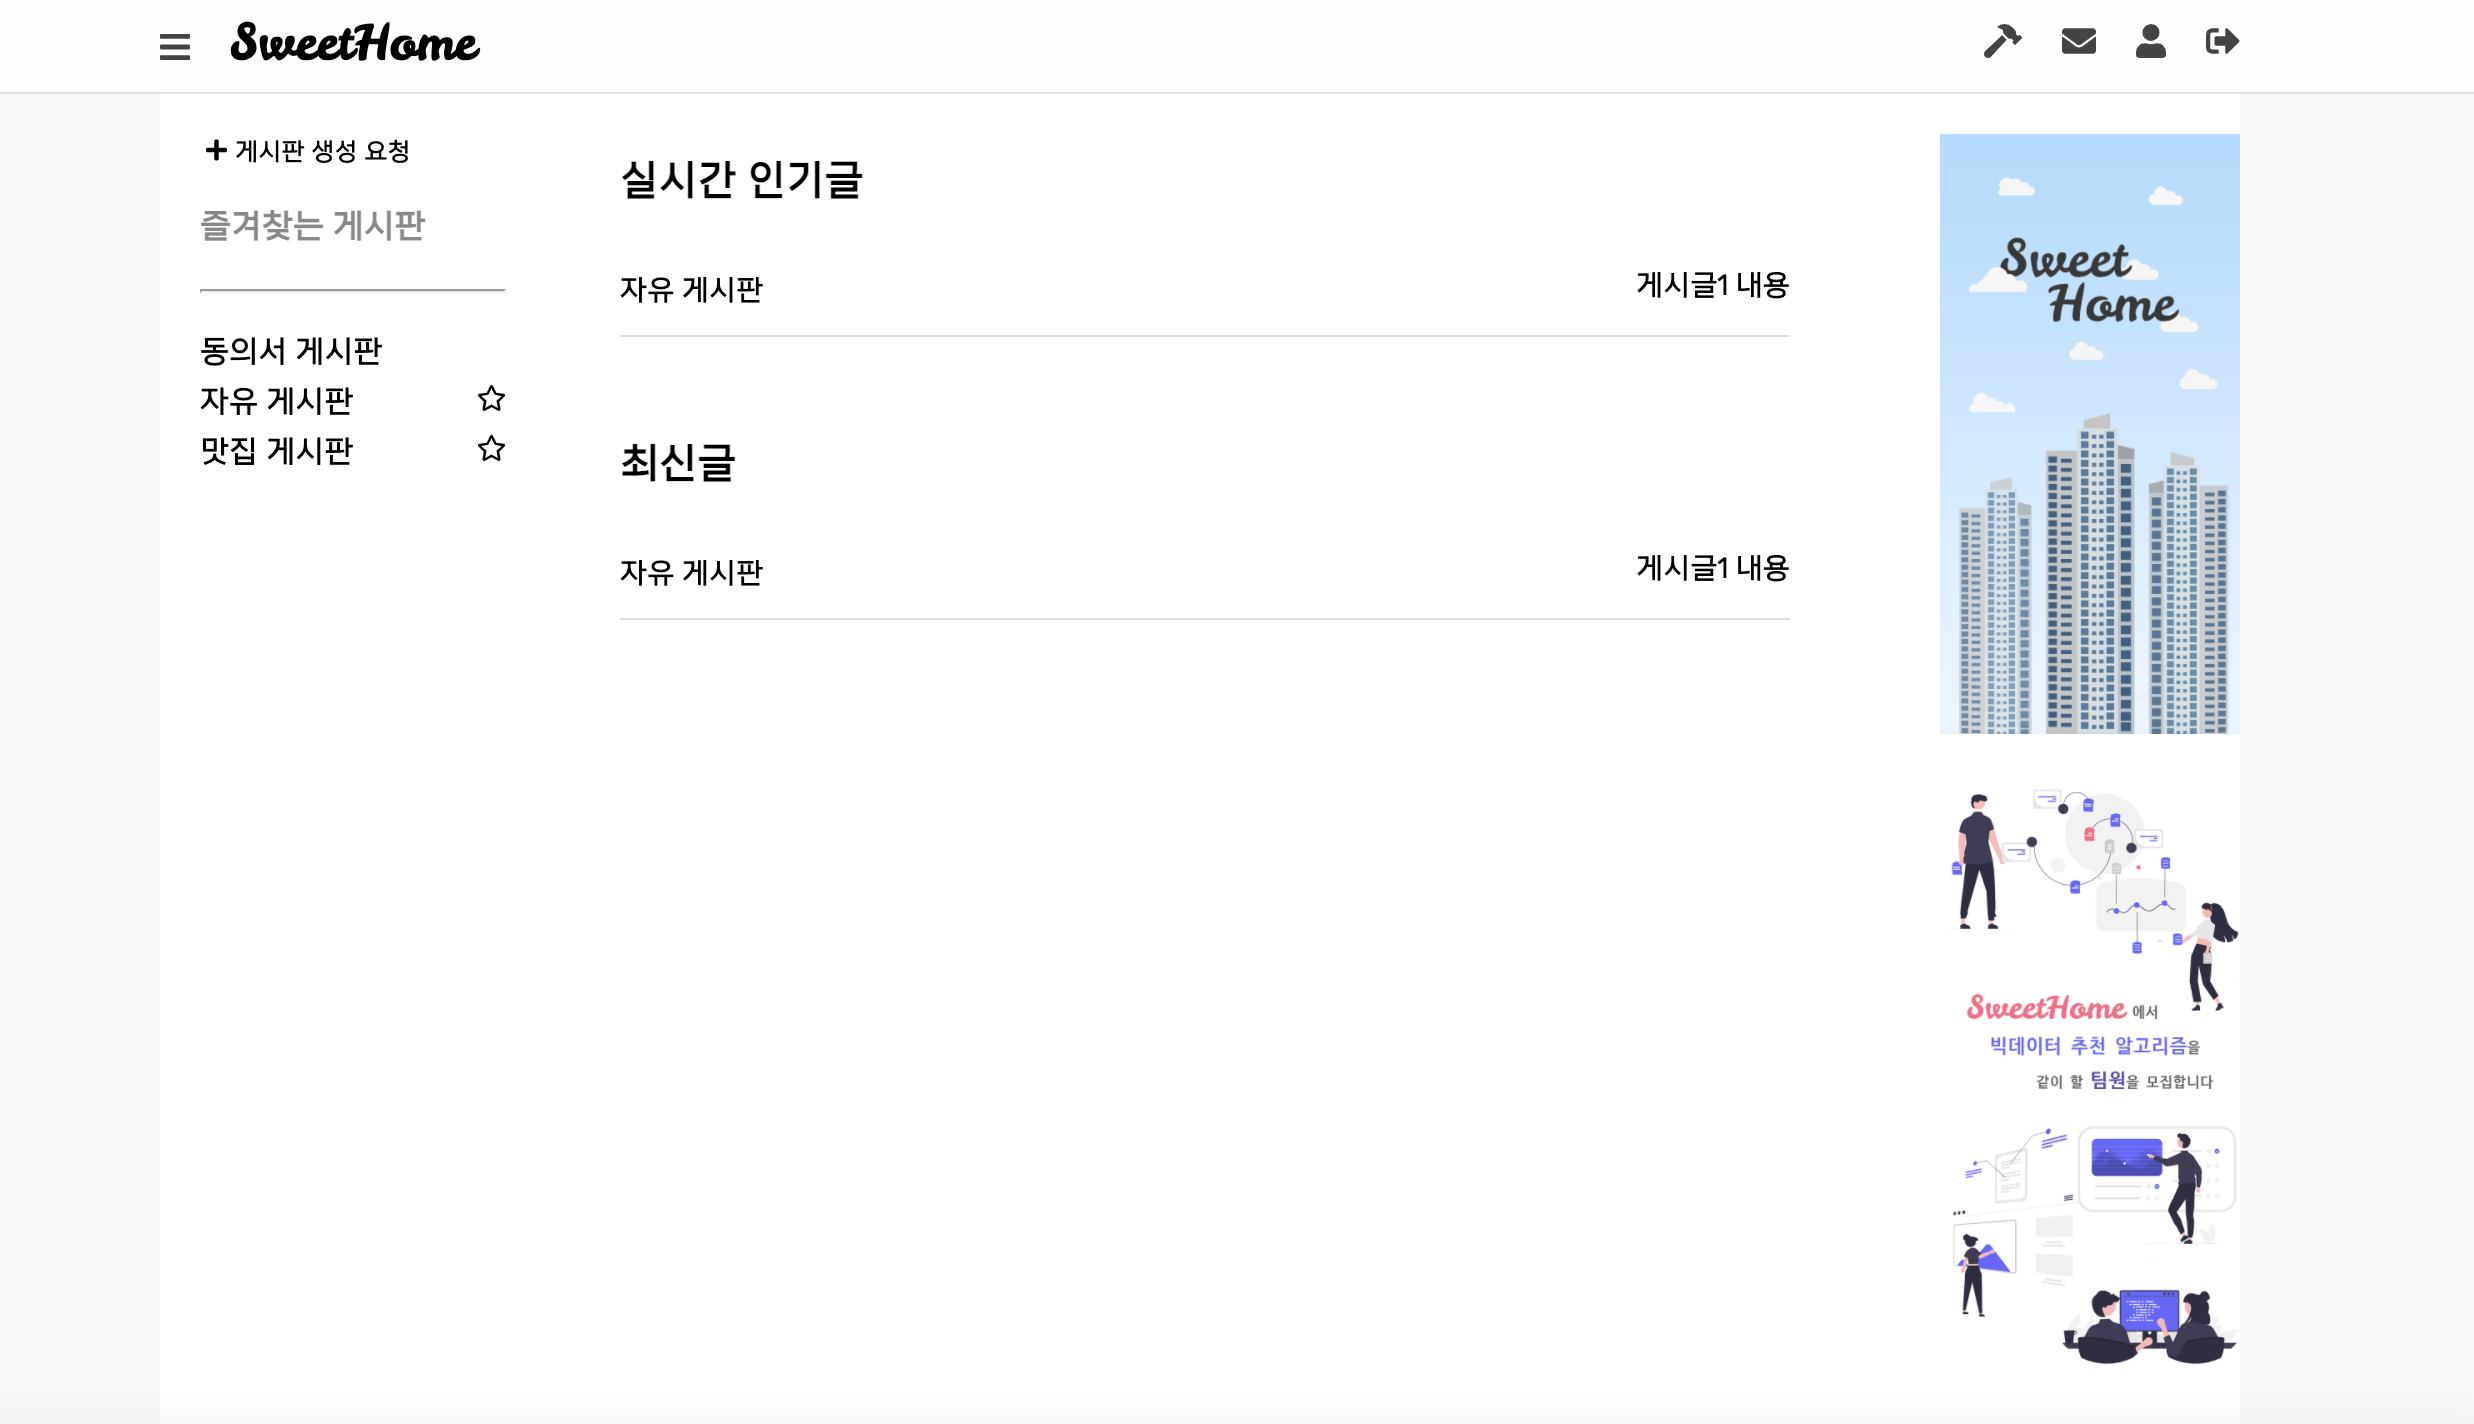 SweetHome
게시판 생성 요청
즐겨찾는 게시판
동의서 게시판
자유 게시판
맛집 게시판
실시간 인기글
자유 게시판 게시글1 내용
최신글
자유 게시판 게시글1 내용
Sweet
Home
SweetHome 에서
빅데이터 추천 알고리즘을
같이 할 팀원을 모집합니다